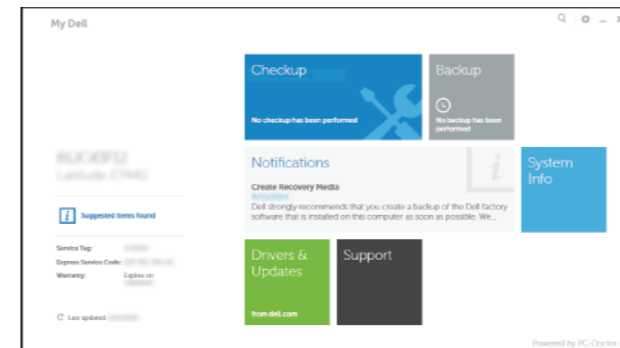 My Dell
Checkup
No checkup has been performed
Backup
No backup has been
performed
Notifications
Create Recovery Media
Dell strongly recommends that you create a backup of the Dell factory
software that is installed on this computer as soon as possible. We...
System
Info
Suggested items found
Service Tag:
Express Service Code:
Warranty: Expires on
Last updated:
Drivers &
Updates
from dell.com
Support
Powered by PC-Doctor